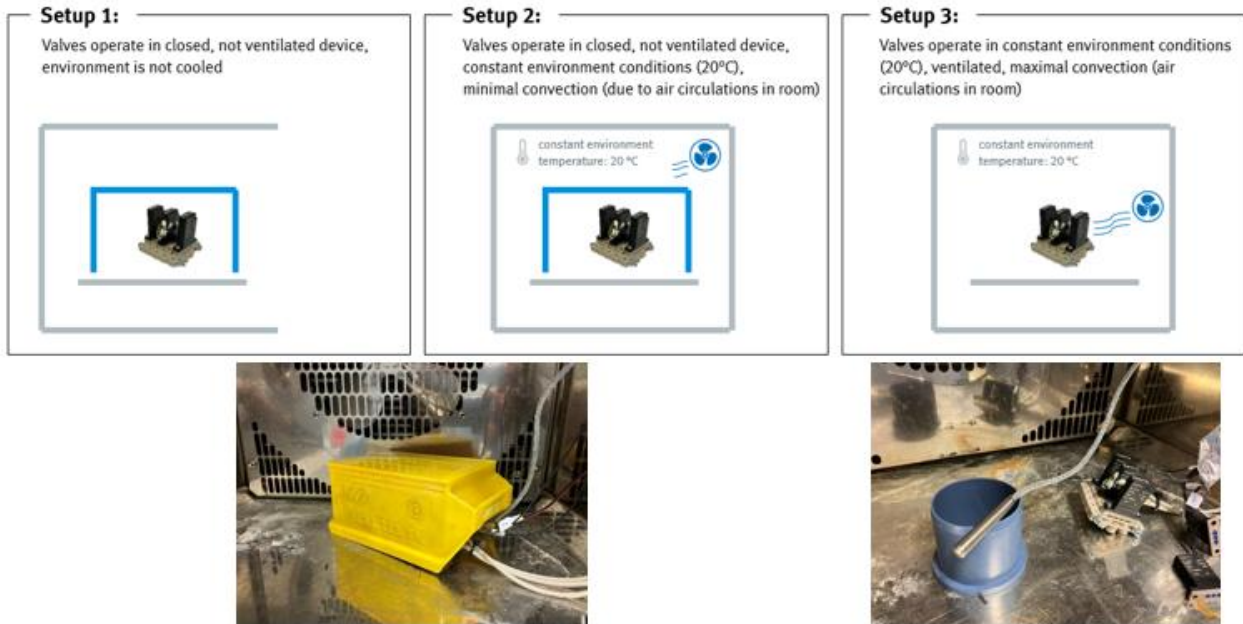 Setup 1:
Valves operate in closed, not ventilated device,
environment is not cooled
Setup 2:
Valves operate in closed, not ventilated device,
constant environment conditions (20°C),
minimal convection (due to air circulations in room)
constant environment
temperature: 20 °C
Setup 3:
Valves operate in constant environment conditions
(20°C), ventilated, maximal convection (air
circulations in room)
constant environment
temperature: 20 °C